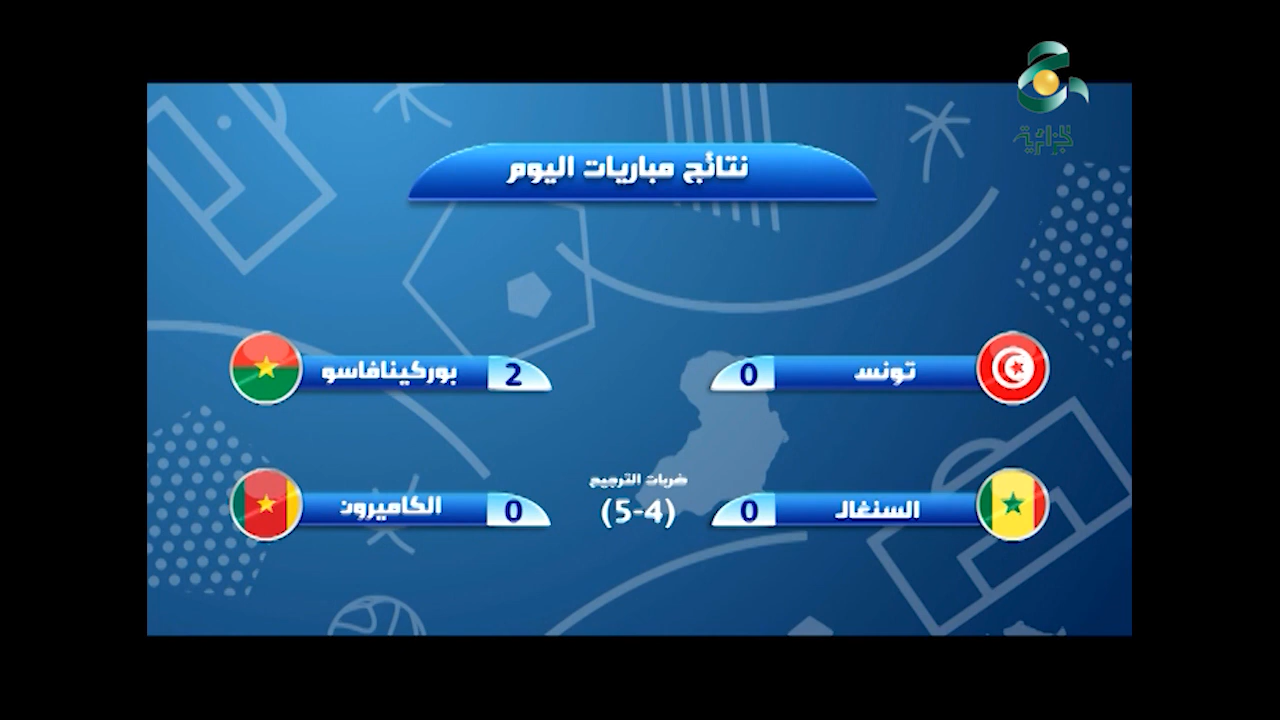 الجزائرية
نتائج مباريات اليوم
تونس 0 2 بوركينافاسو
ضربات الترجيح
السنغال 0 (5-4) 0 الكاميرون